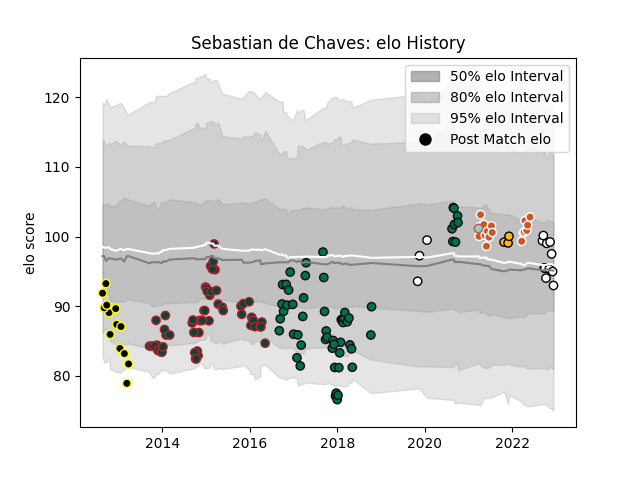 Sebastian de Chaves: elo History
50% elo Interval
80% elo Interval
95% elo Interval
Post Match elo
elo score
120
110
100
90
80
2014
2016
2018
2020
2022